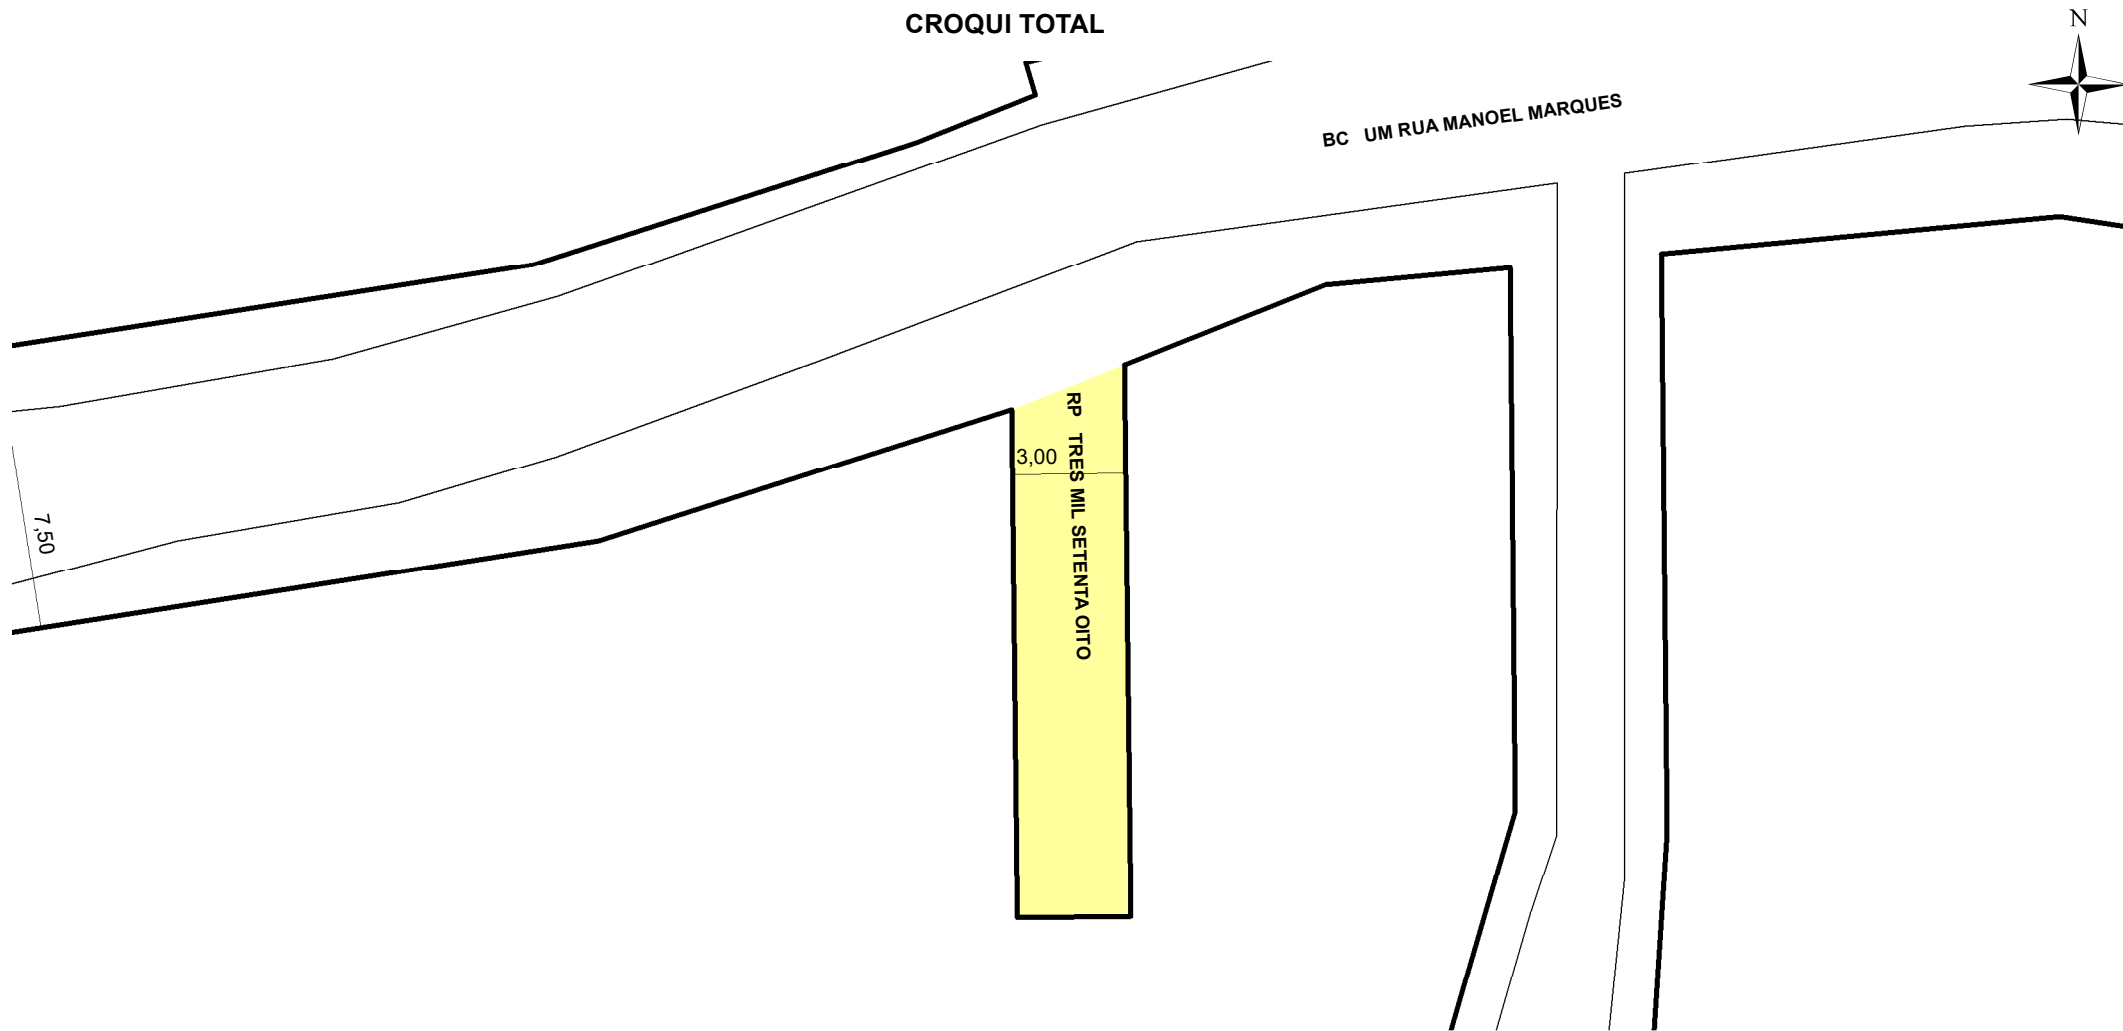 CROQUI TOTAL
N
BC UM RUA MANOEL MARQUES
RP TRES MIL SETENTA OITO
3,00
7,50